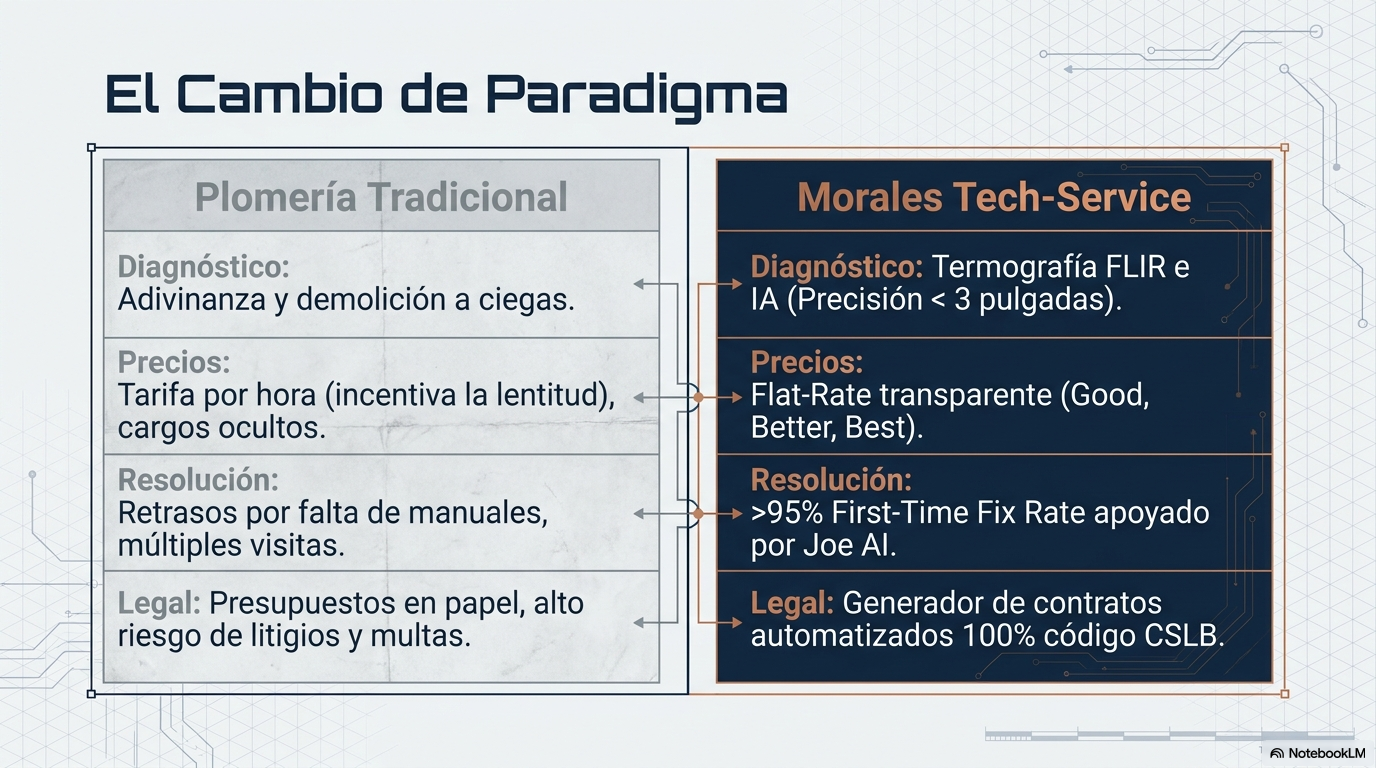 El Cambio de Paradigma
Plomería Tradicional
Diagnóstico:
Adivinanza y demolición a ciegas.
Precios:
Tarifa por hora (incentiva la lentitud),
cargos ocultos.
Resolución:
Retrasos por falta de manuales,
múltiples visitas.
Legal: Presupuestos en papel, alto
riesgo de litigios y multas.
Morales Tech-Service
Diagnóstico: Termografía FLIR e
IA (Precisión < 3 pulgadas).
Precios:
Flat-Rate transparente (Good,
Better, Best).
Resolución:
>95% First-Time Fix Rate apoyado
por Joe AI.
Legal: Generador de contratos
automatizados 100% código CSLB.
NotebookLM